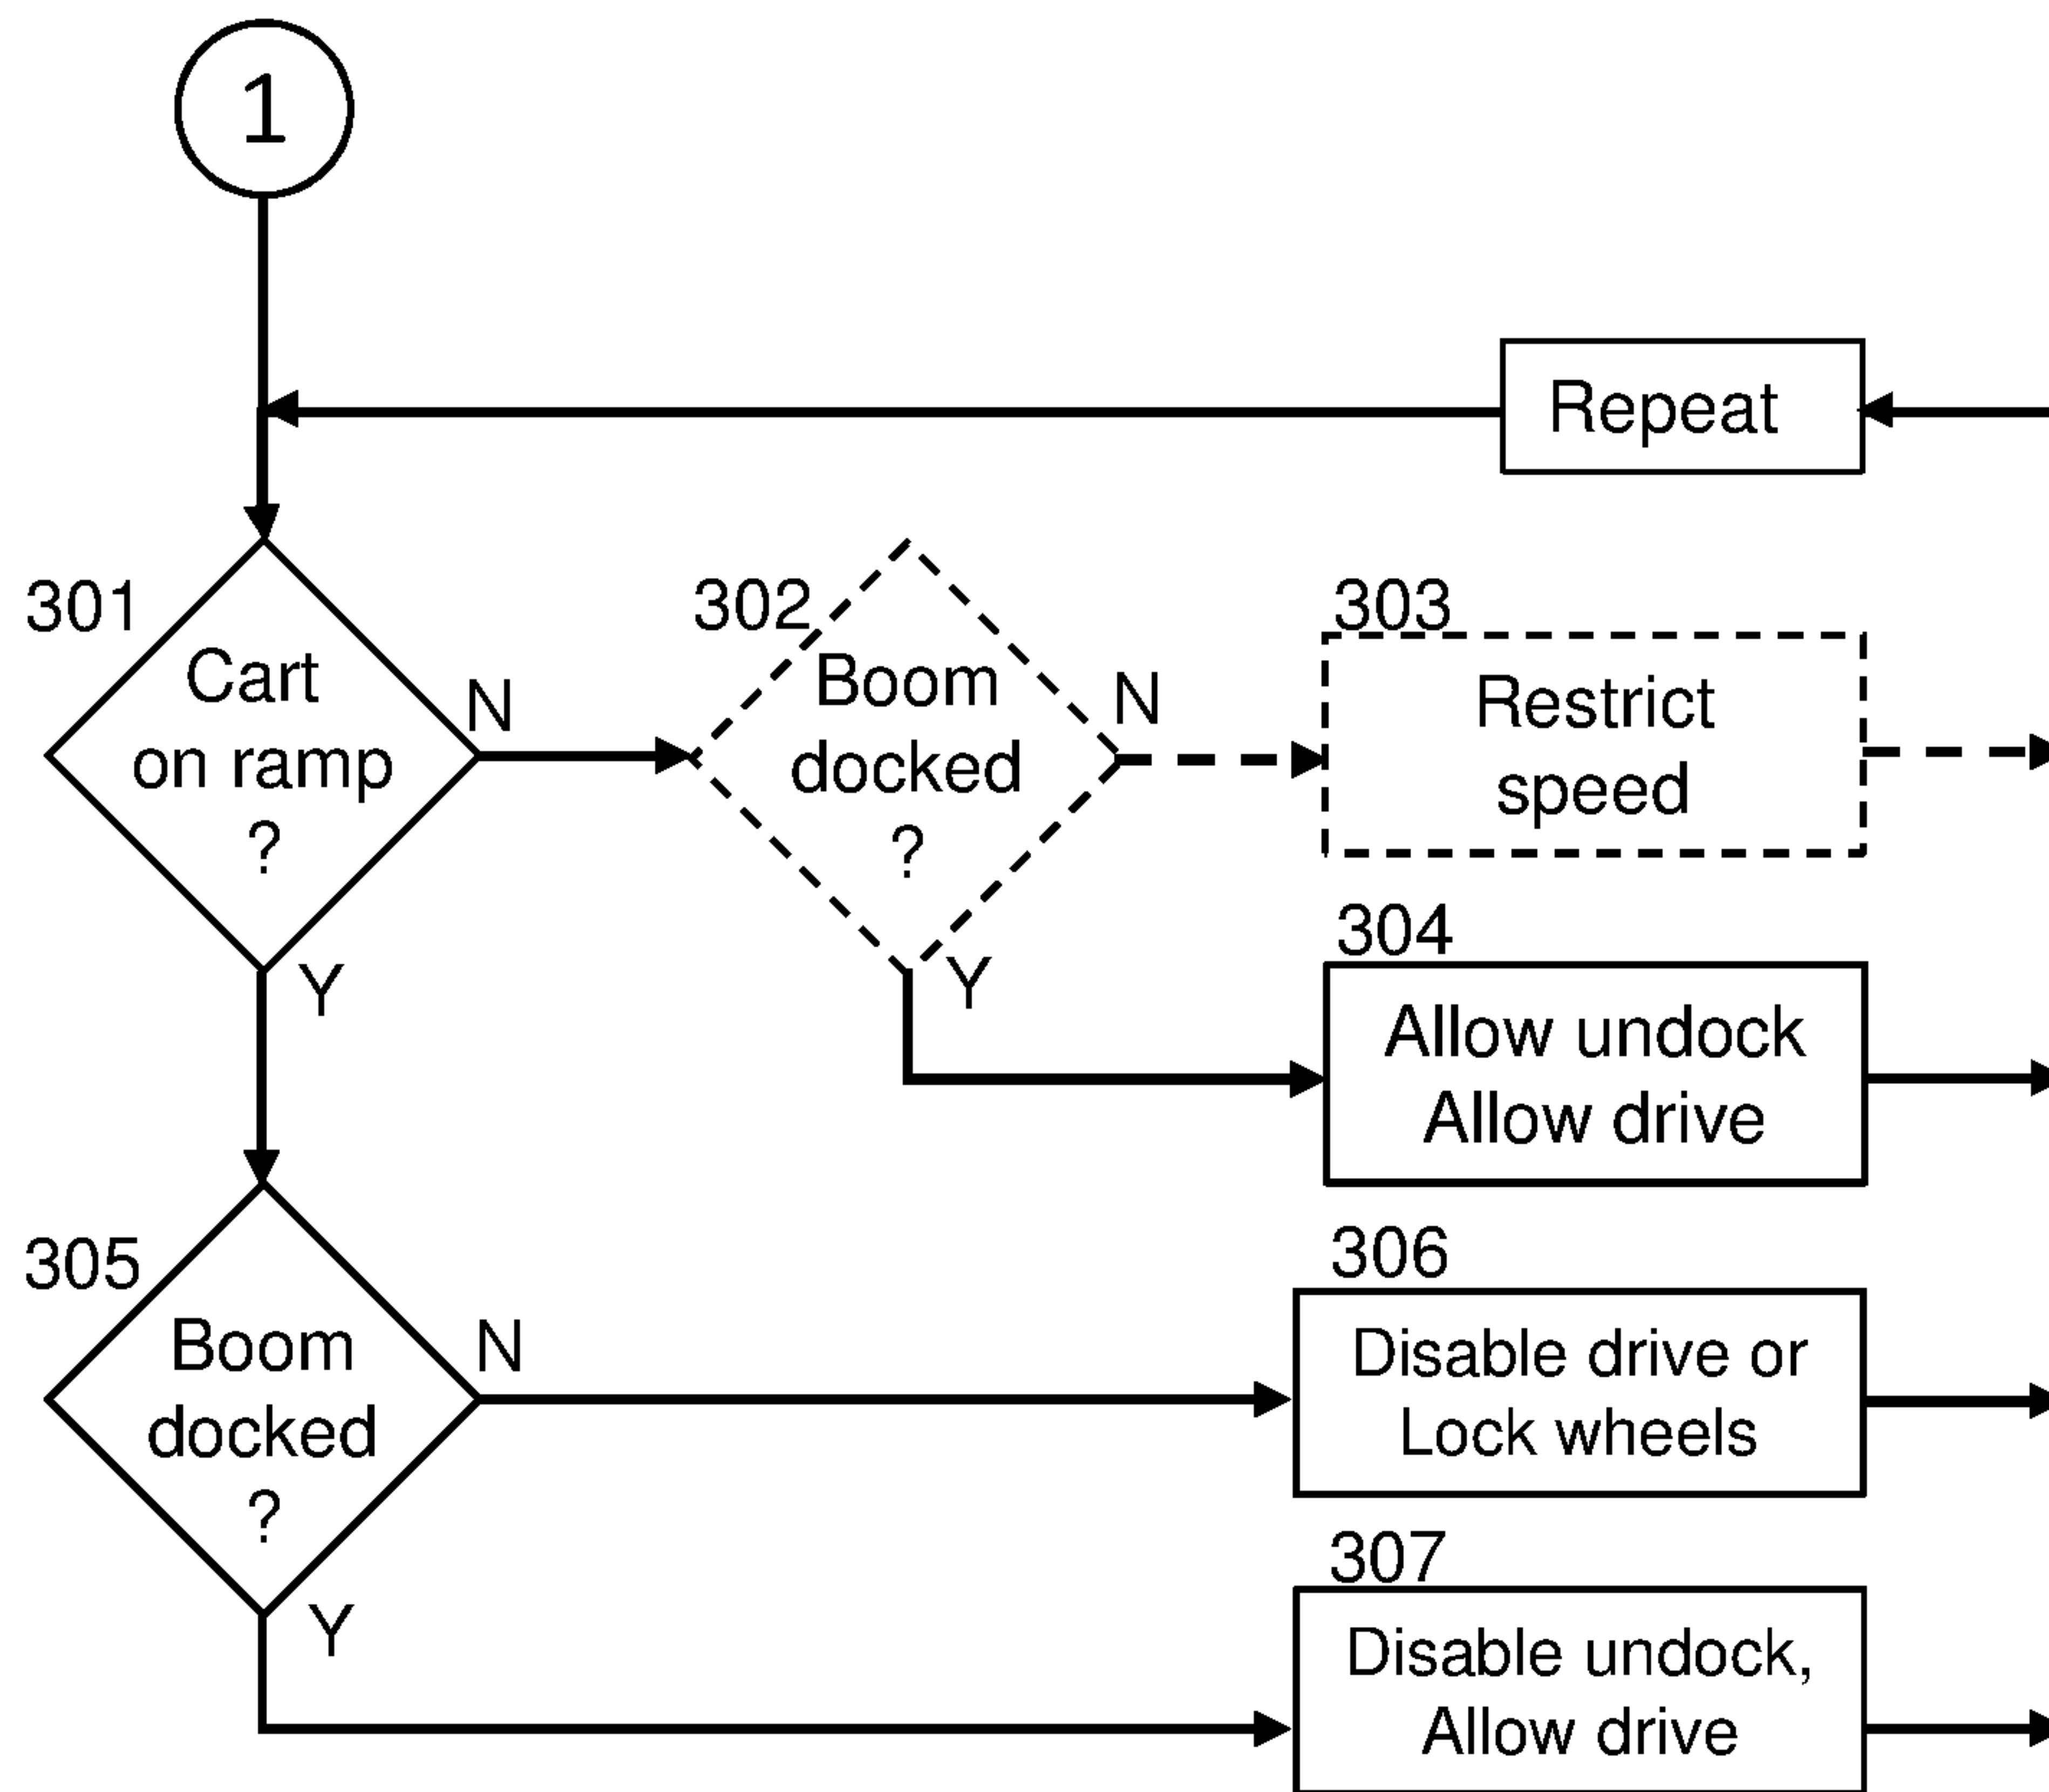 1
Repeat
301
Cart
on ramp
?
N
Y
302
Boom
docked
?
N
Y
303
Restrict
speed
304
Allow undock
Allow drive
305
Boom
docked
?
N
Y
306
Disable drive or
Lock wheels
307
Disable undock,
Allow drive